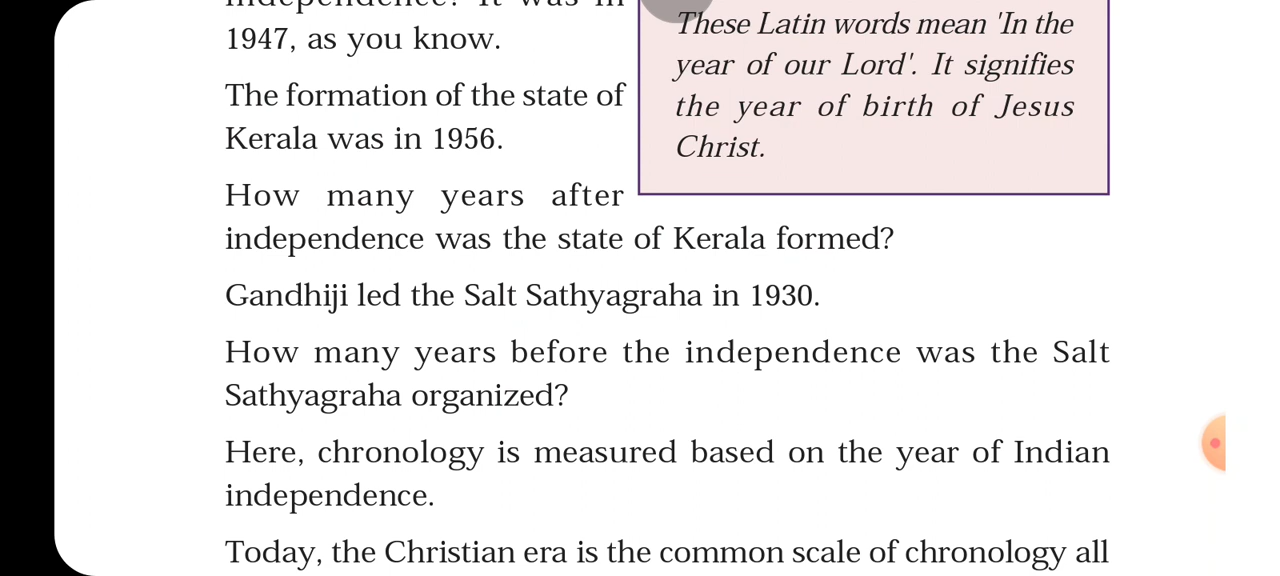 independence? It was in
1947, as you know.
The formation of the state of
Kerala was in 1956.
How many years after
independence was the state of Kerala formed?
These Latin words mean 'In the
year of our Lord'. It signifies
the year of birth of Jesus
Christ.
Gandhiji led the Salt Sathyagraha in 1930.
How many years before the independence was the Salt
Sathyagraha organized?
Here, chronology is measured based on the year of Indian
independence.
Today, the Christian era is the common scale of chronology all